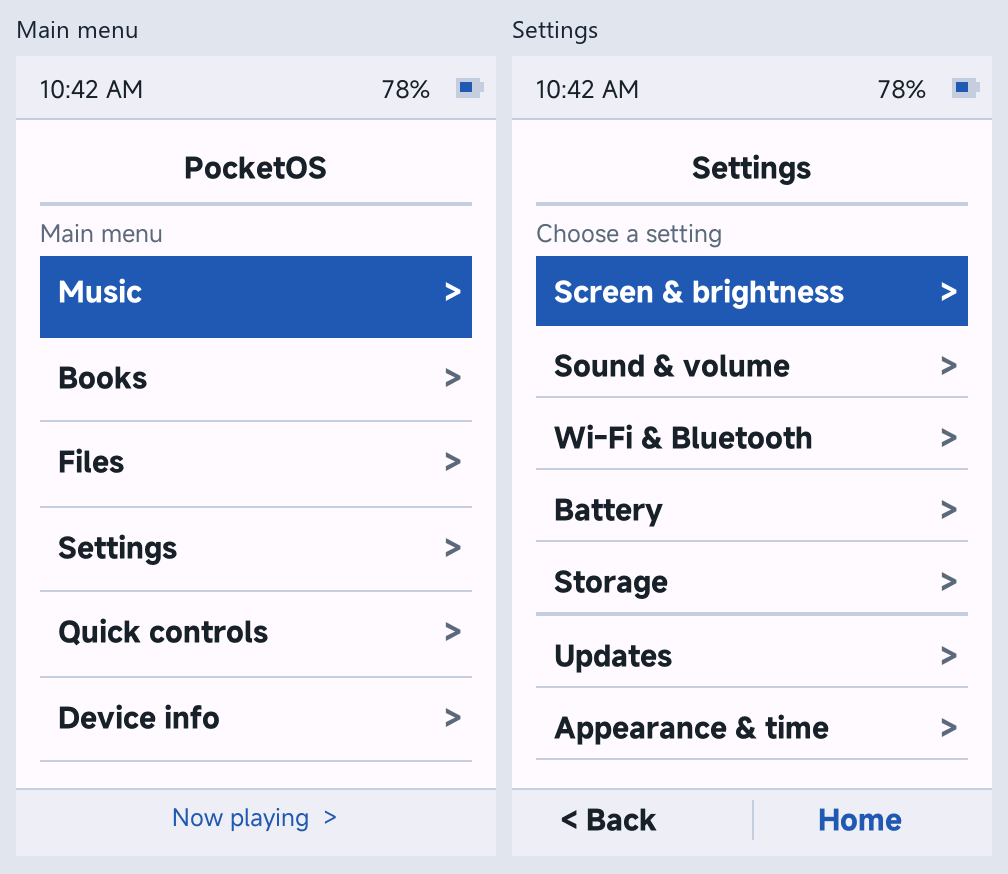 Main menu
10:42 AM 78%
PocketOS
Main menu
Music >
Books >
Files >
Settings >
Quick controls >
Device info >
Now playing >
Settings
10:42 AM 78%
Settings
Choose a setting
Screen & brightness >
Sound & volume >
Wi-Fi & Bluetooth >
Battery >
Storage >
Updates >
Appearance & time >
< Back Home